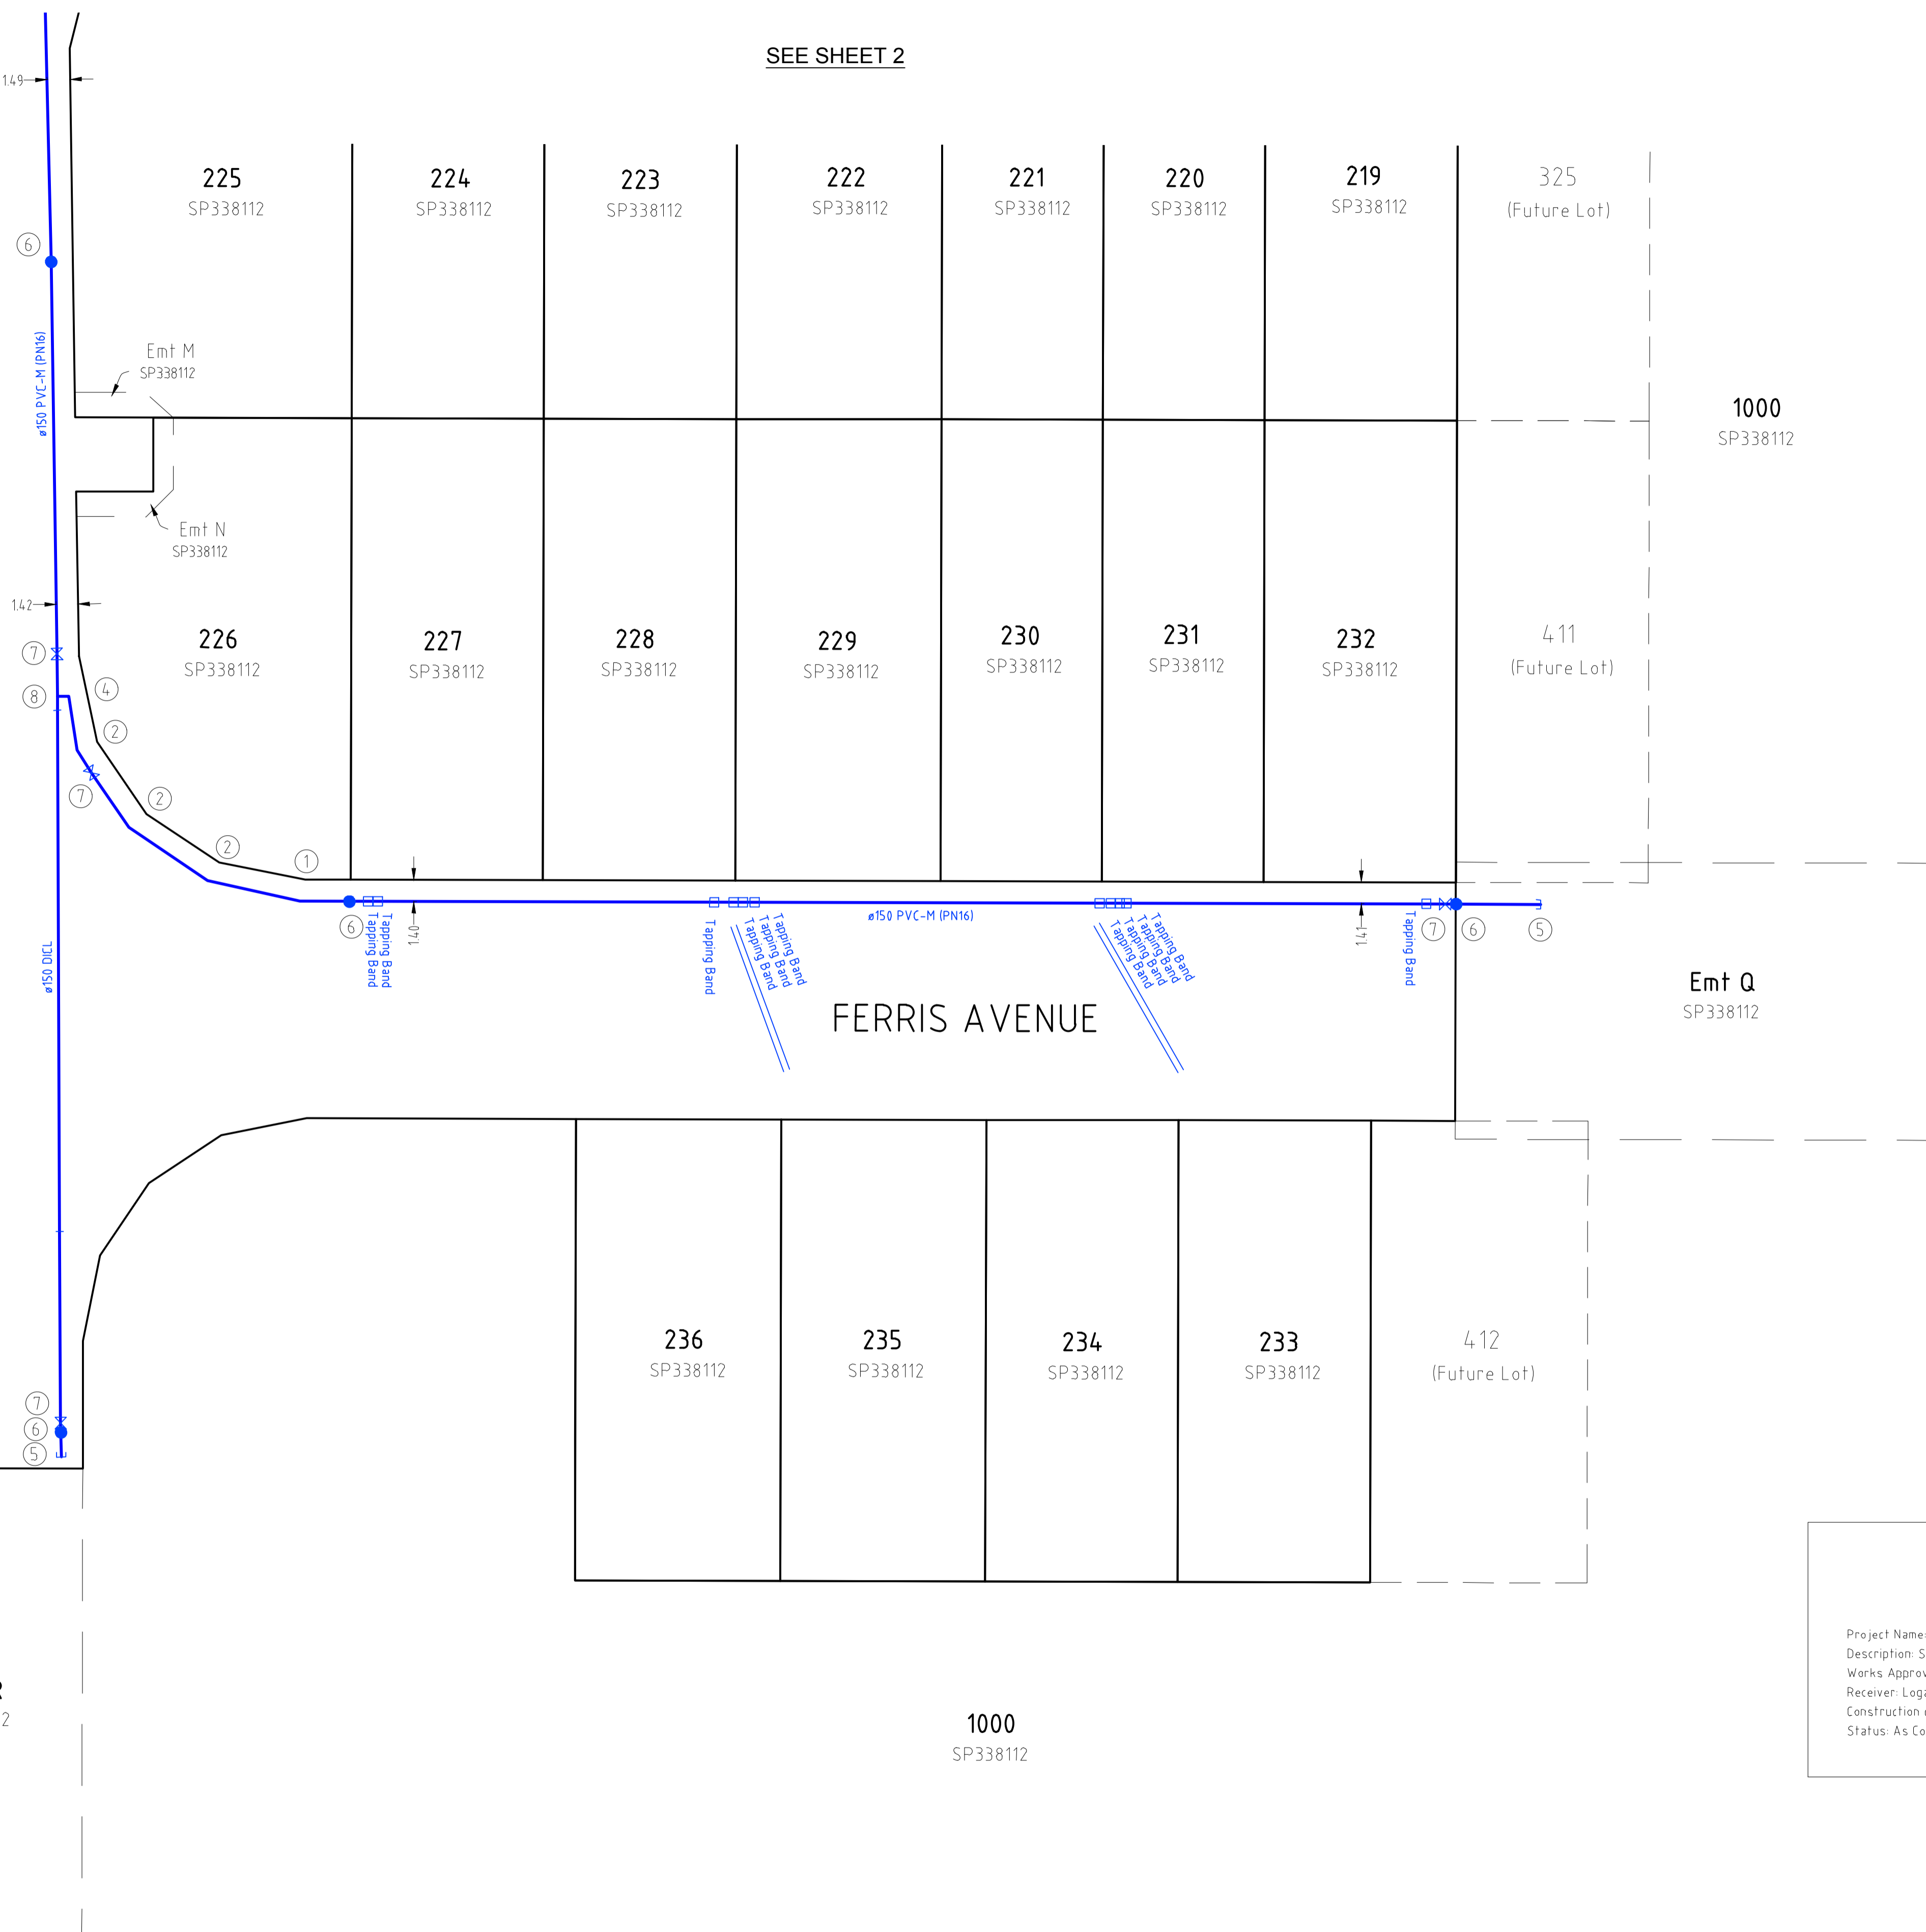 SEE SHEET 2
1.49
225
SP338112
224
SP338112
223
SP338112
222
SP338112
221
SP338112
220
SP338112
219
SP338112
325
(Future Lot)
6
ø150 PVC-M (PN16)
Emt M
SP338112
1000
SP338112
Emt N
SP338112
1.42
226
SP338112
227
SP338112
228
SP338112
229
SP338112
230
SP338112
231
SP338112
232
SP338112
411
(Future Lot)
7
8
4
2
7
2
2
1
6
Tapping Band
Tapping Band
1.40
Tapping Band
Tapping Band
Tapping Band
Tapping Band
ø150 PVC-M (PN16)
Tapping Band
Tapping Band
Tapping Band
Tapping Band
1.41
Tapping Band
7
6
5
ø150 DICL
FERRIS AVENUE
Emt Q
SP338112
236
SP338112
235
SP338112
234
SP338112
233
SP338112
412
(Future Lot)
7
6
5
Project Name:
Description: S
Works Approv
Receiver: Loga
Construction
Status: As Co
2
1000
SP338112